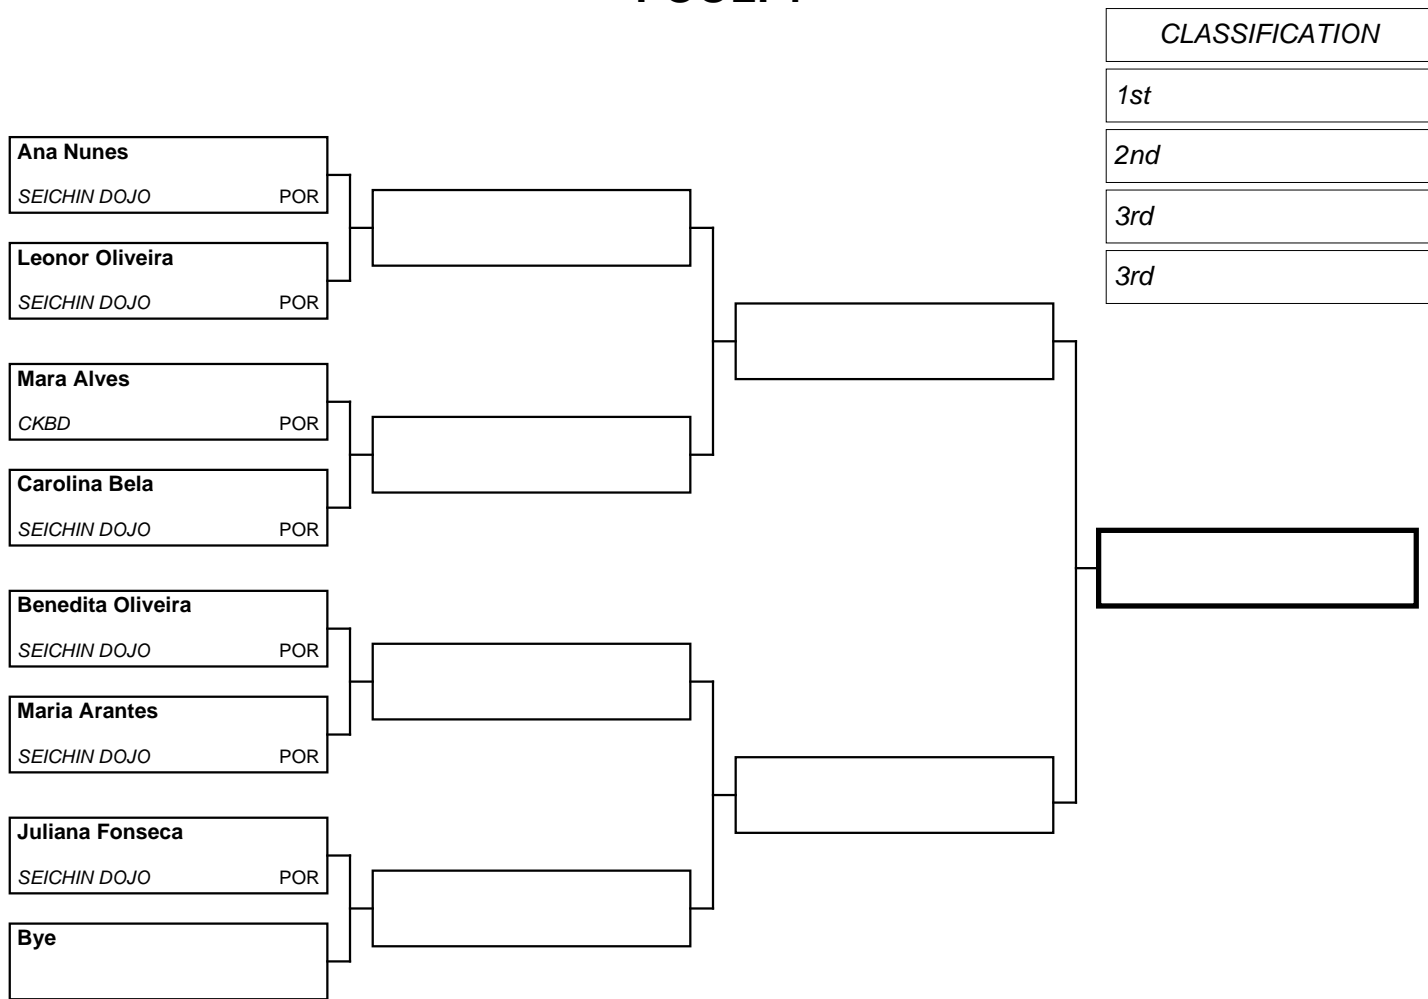 CLASSIFICATION
1st
2nd
3rd
3rd
Ana Nunes
SEICHIN DOJO POR
Leonor Oliveira
SEICHIN DOJO POR
Mara Alves
CKBD POR
Carolina Bela
SEICHIN DOJO POR
Benedita Oliveira
SEICHIN DOJO POR
Maria Arantes
SEICHIN DOJO POR
Juliana Fonseca
SEICHIN DOJO POR
Bye